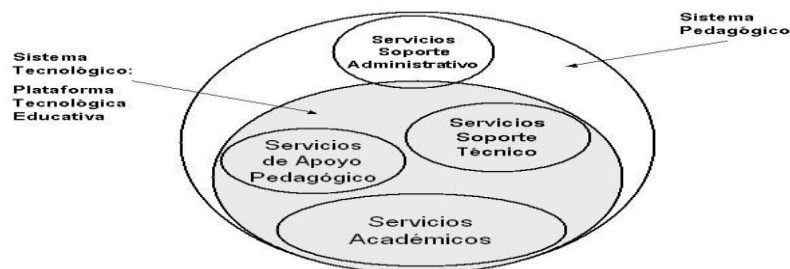 Servicios
Soporte
Administrativo
Sistema
Pedagógico
Sistema
Tecnológico:
Plataforma
Tecnológica
Educativa
Servicios
Soporte
Técnico
Servicios
de Apoyo
Pedagógico
Servicios
Académicos